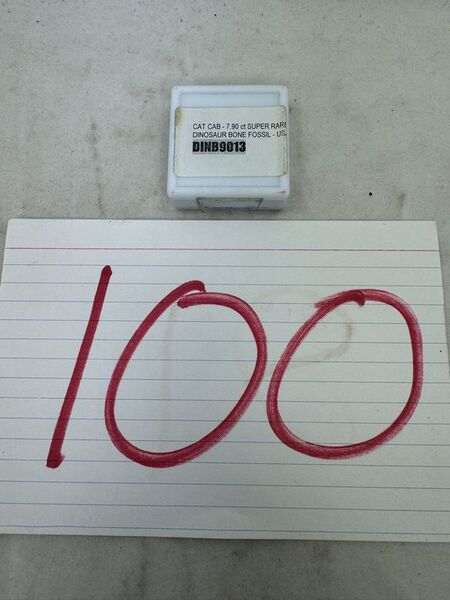 CAT CAB - 7.90 ct SUPER RARE
DINOSAUR BONE FOSSIL - USA
DINB9013
100